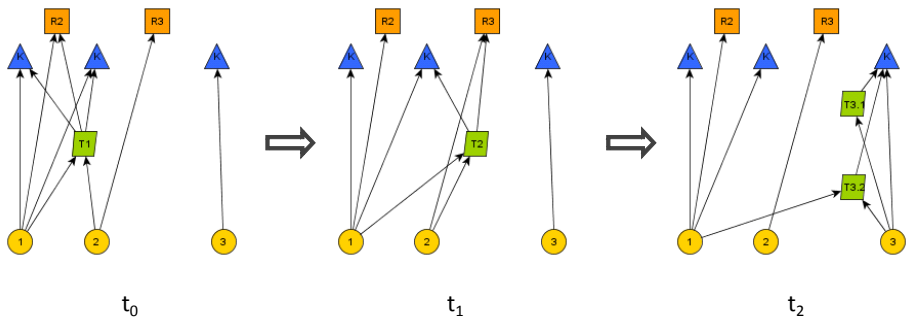 R2 R3 R2 R3 R2 R3
K K K K K K K K K
T3.1
T1 T2
T3.2
1 2 3 1 2 3 1 2 3
t₀ t₁ t₂